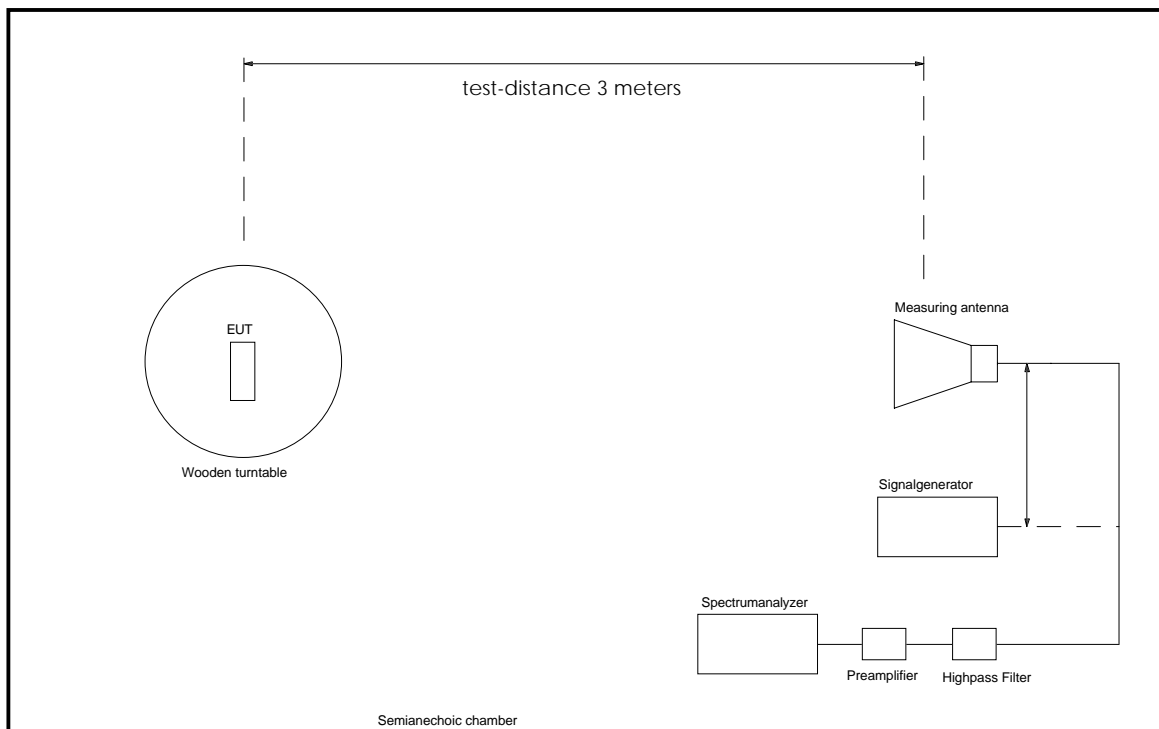 test-distance 3 meters
Measuring antenna
EUT
Wooden turntable
Signalgenerator
Spectrumanalyzer
Preamplifier
Highpass Filter
Semianechoic chamber